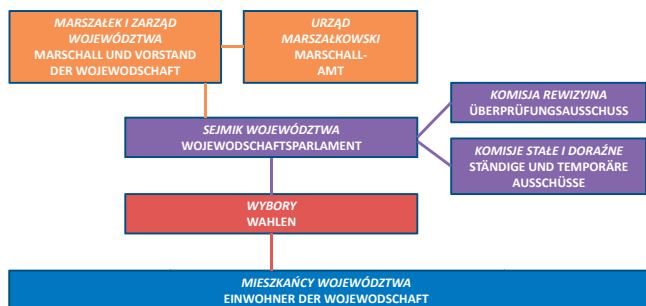 MARSZAŁEK I ZARZĄD
WOJEWÓDZTWA
MARSCHALL UND VORSTAND
DER WOJEWODSCHAFT
URZĄD
MARSZAŁKOWSKI
MARSCHALL-
AMT
KOMISJA REWIZYJNA
ÜBERPRÜFUNGSAUSSCHUSS
SEJMIK WOJEWÓDZTWA
WOJEWODSCHAFTSPARLAMENT
KOMISJE STAŁE I DORAŹNE
STÄNDIGE UND TEMPORÄRE
AUSSCHÜSSE
WYBORY
WAHLEN
MIESZKAŃCY WOJEWÓDZTWA
EINWOHNER DER WOJEWODSCHAFT